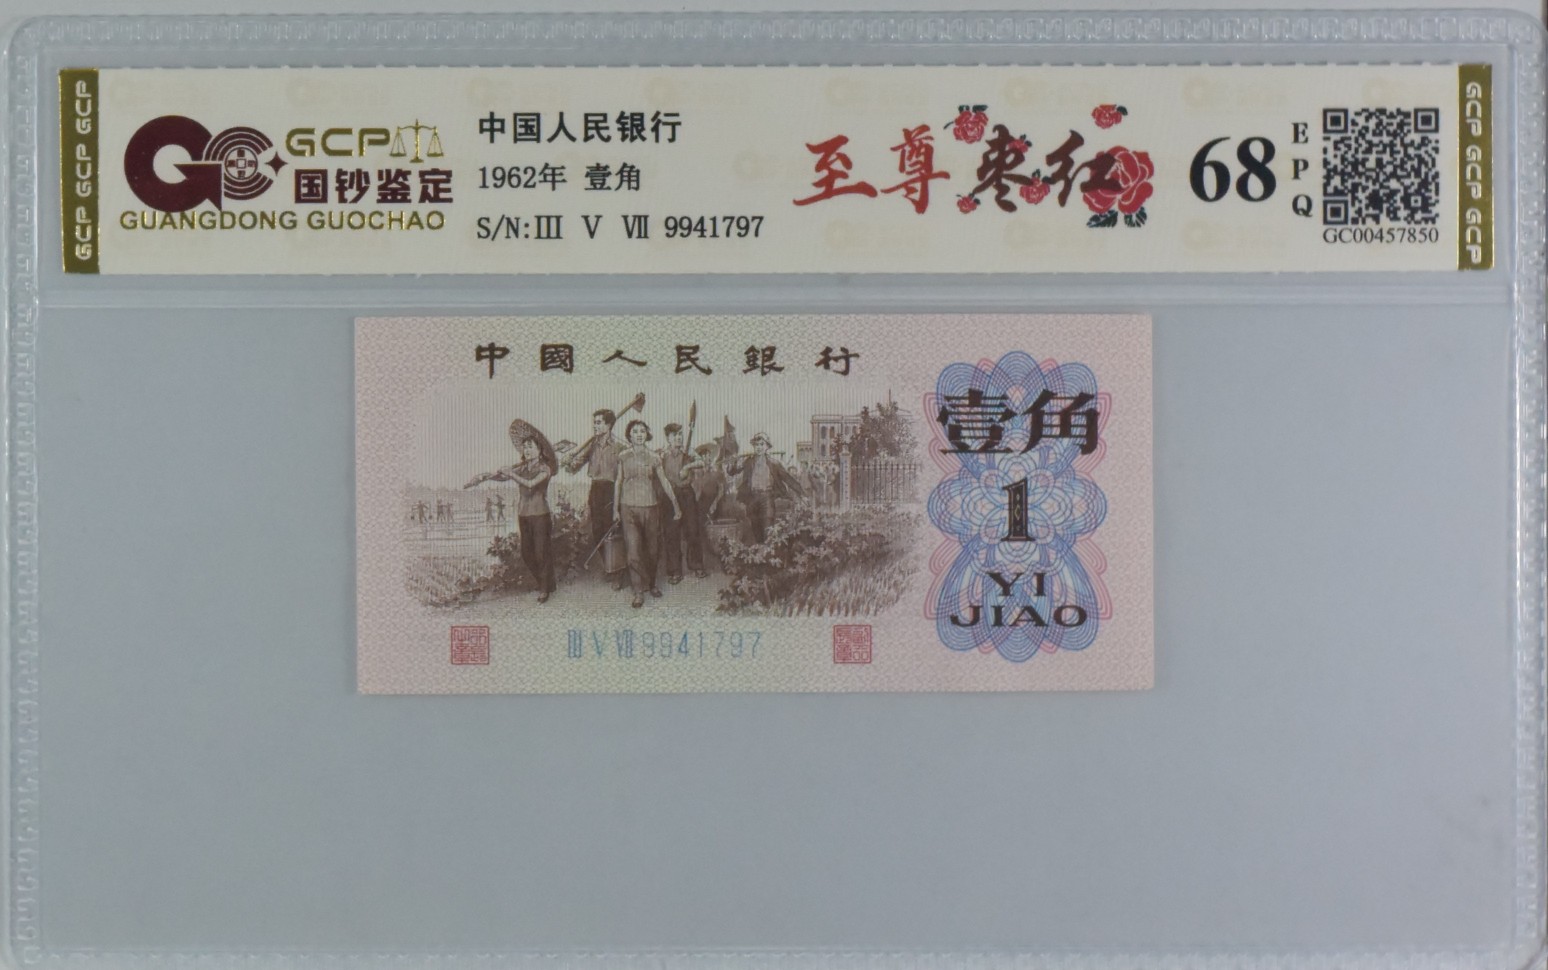 GCP GCP GCP
GCP
国钞鉴定
GUANGDONG GUOCHAO
中国人民银行
1962年 壹角
S/N:Ⅲ Ⅴ Ⅶ 9941797
至尊枣红
68
E
P
Q
GC00457850
GCP GCP GCP
中國人民銀行
壹角
1
YI
JIAO
Ⅲ Ⅴ Ⅶ 9941797